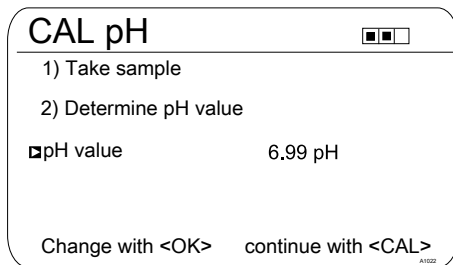 CAL pH
1) Take sample
2) Determine pH value
pH value 6.99 pH
Change with <OK> continue with <CAL>
A1022